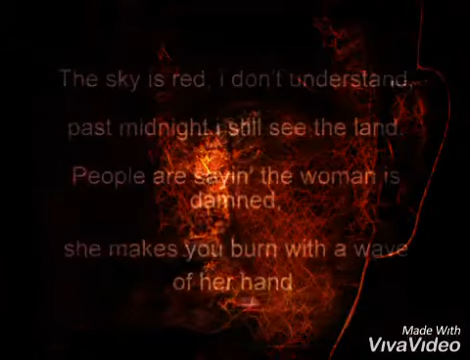 The sky is red, i don't understand,
past midnight i still see the land.
People are sayin' the woman is
damned,
she makes you burn with a wave
of her hand
Made With
VivaVideo